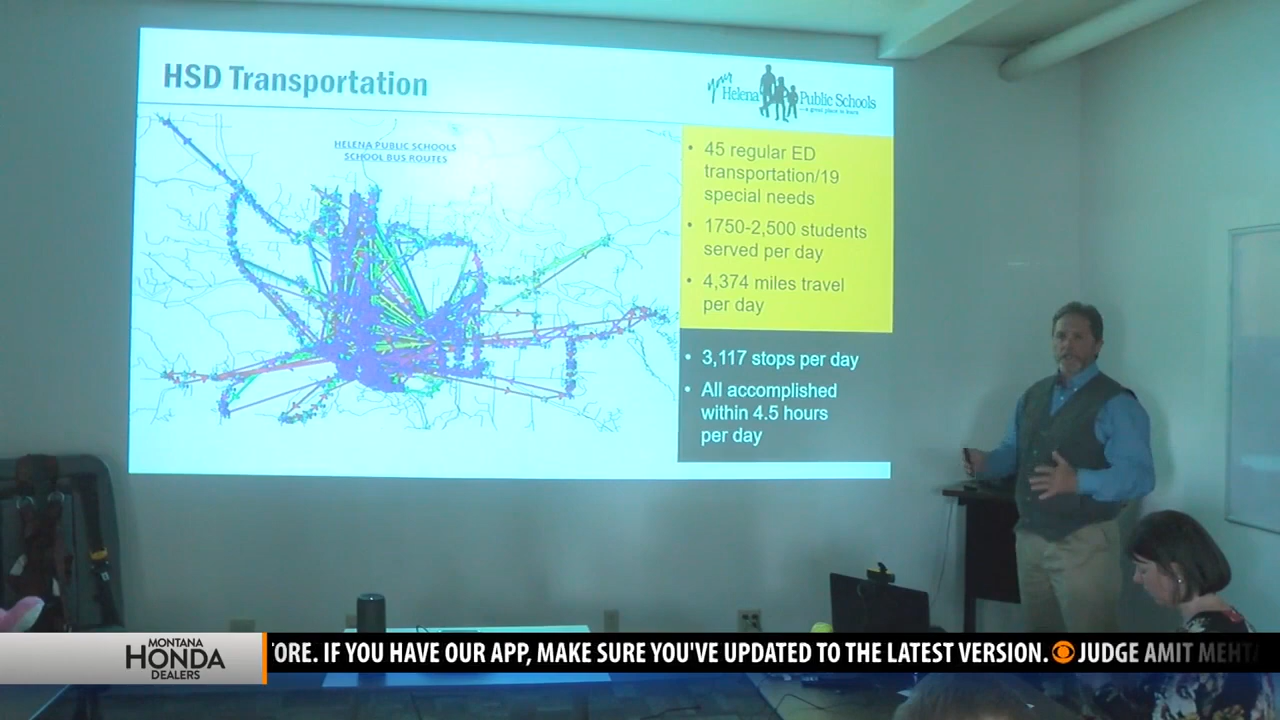 HSD Transportation
your
Helena
Public Schools
HELENA PUBLIC SCHOOLS
SCHOOL BUS ROUTES
• 45 regular ED
transportation/19
special needs
• 1750-2,500 students
served per day
• 4,374 miles travel
per day
• 3,117 stops per day
• All accomplished
within 4.5 hours
per day
MONTANA
HONDA
DEALERS
TORE. IF YOU HAVE OUR APP, MAKE SURE YOU'VE UPDATED TO THE LATEST VERSION. JUDGE AMIT MEHTA